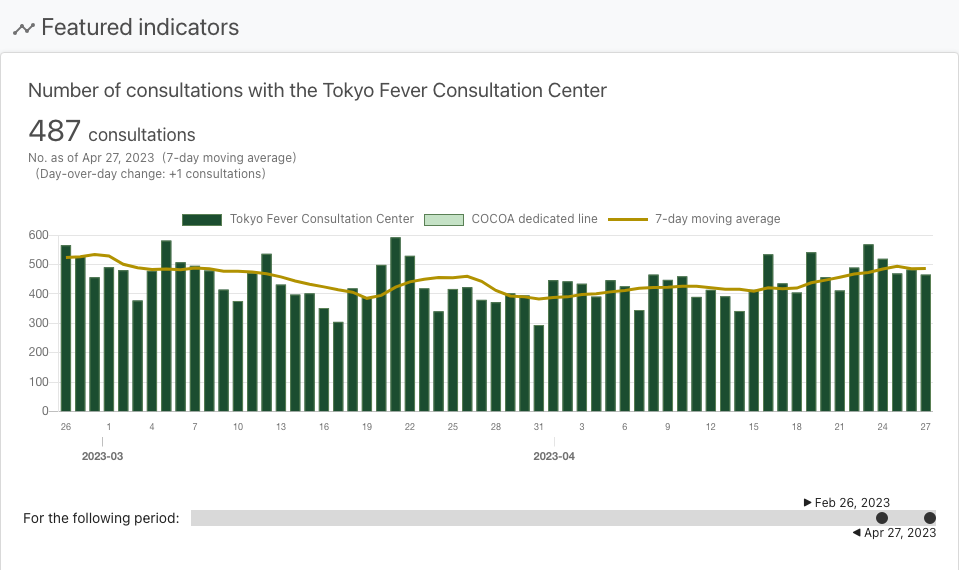 Featured indicators
Number of consultations with the Tokyo Fever Consultation Center
487 consultations
No. as of Apr 27, 2023 (7-day moving average)
(Day-over-day change: +1 consultations)
Tokyo Fever Consultation Center COCOA dedicated line 7-day moving average
600
500
400
300
200
100
0
26 1 4 7 10 13 16 19 22 25 28 31 3 6 9 12 15 18 21 24 27
2023-03 2023-04
▶ Feb 26, 2023
For the following period:
◀ Apr 27, 2023